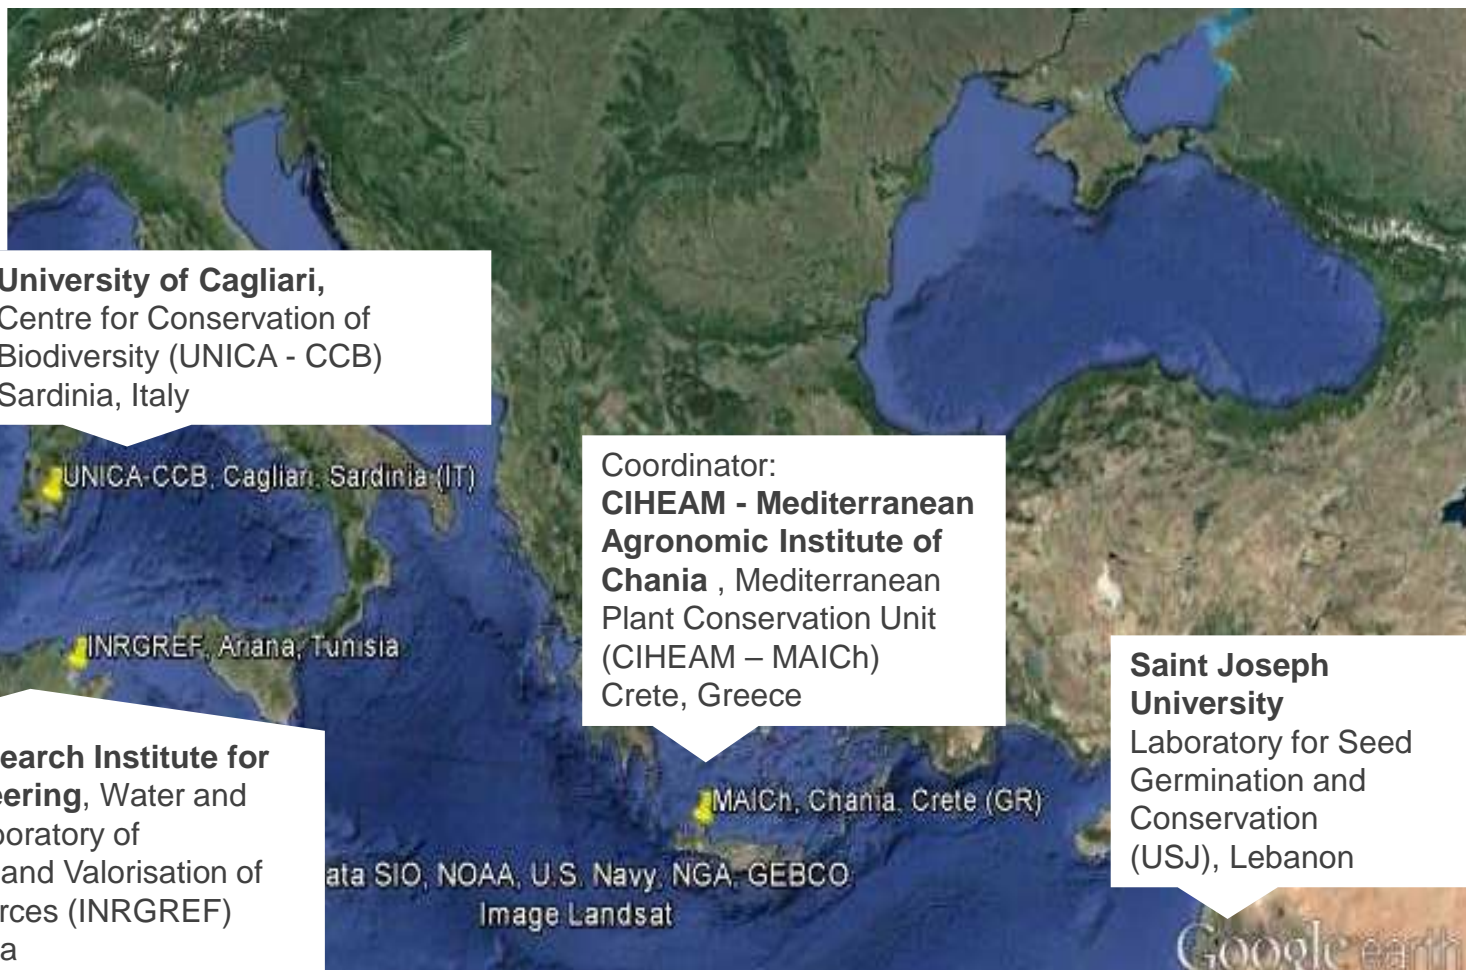 University of Cagliari,
Centre for Conservation of
Biodiversity (UNICA - CCB)
Sardinia, Italy
UNICA-CCB, Cagliari, Sardinia (IT)
Coordinator:
CIHEAM - Mediterranean
Agronomic Institute of
Chania , Mediterranean
Plant Conservation Unit
(CIHEAM – MAICh)
Crete, Greece
INRGREF, Ariana, Tunisia
Saint Joseph
University
Laboratory for Seed
Germination and
Conservation
(USJ), Lebanon
earch Institute for
eering, Water and
boratory of
and Valorisation of
rces (INRGREF)
a
MAICh, Chania, Crete (GR)
ata SIO, NOAA, U.S. Navy, NGA, GEBCO
Image Landsat
Google earth